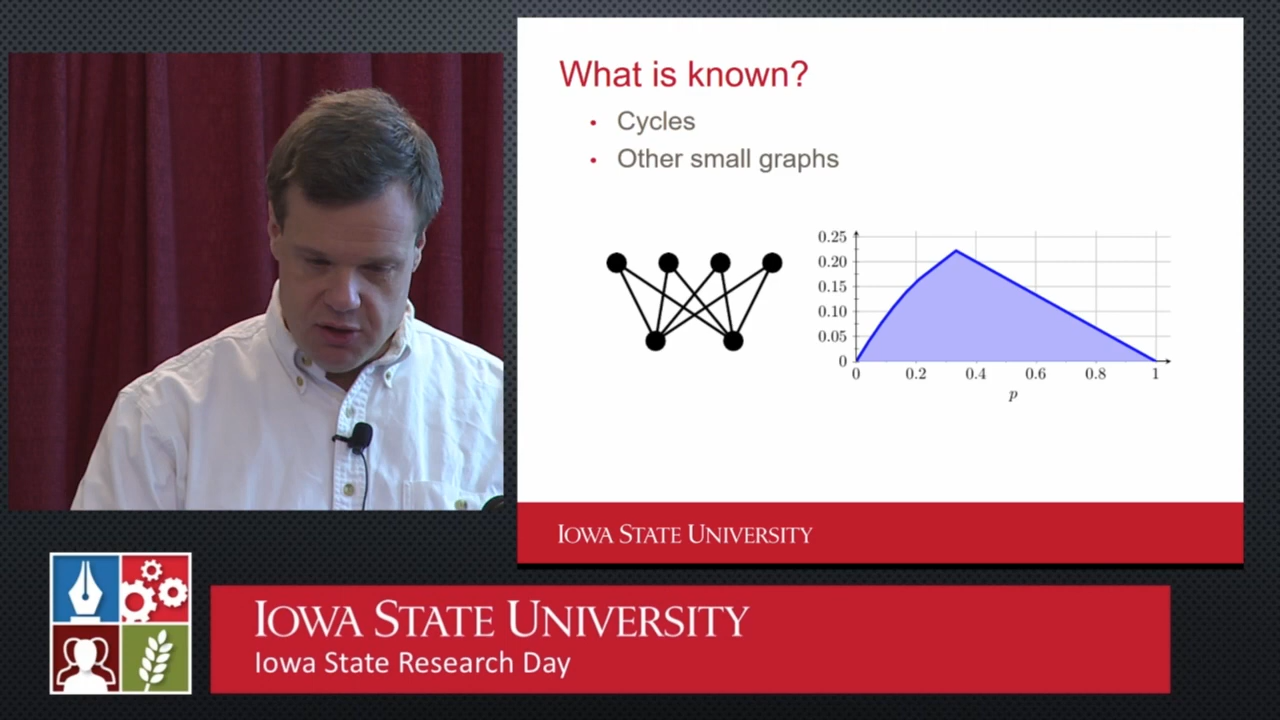 What is known?
• Cycles
• Other small graphs
0.25
0.20
0.15
0.10
0.05
0
0 0.2 0.4 0.6 0.8 1
p
IOWA STATE UNIVERSITY
IOWA STATE UNIVERSITY
Iowa State Research Day